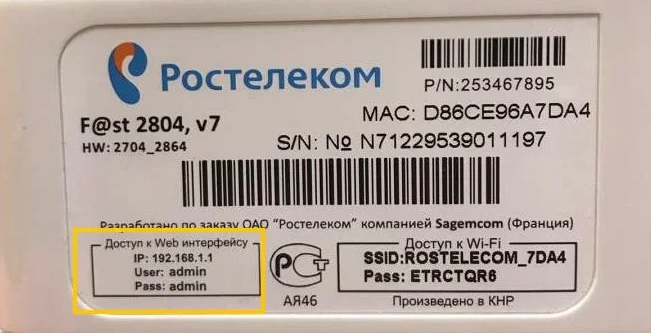 Ростелеком
P/N:253467895
MAC: D86CE96A7DA4
F@st 2804, v7
HW: 2704_2864
S/N: № N71229539011197
Разработано по заказу ОАО "Ростелеком" компанией Sagemcom (Франция)
Доступ к Web интерфейсу
IP: 192.168.1.1
User: admin
Pass: admin
РСТ
АЯ46
Доступ к Wi-Fi
SSID:ROSTELECOM_7DA4
Pass: ETRCTQR6
Произведено в КНР